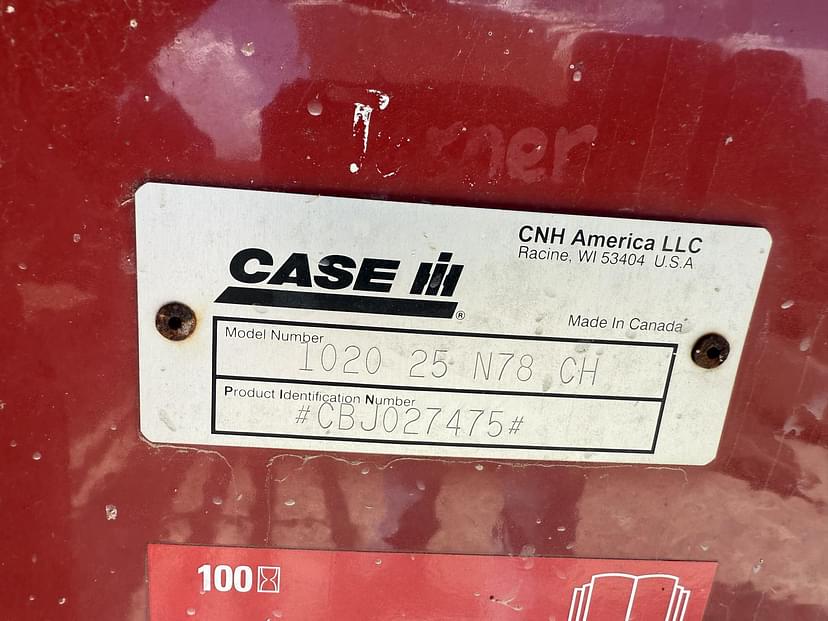 CNH America LLC
Racine, WI 53404 U.S.A
CASE IH ®
Made In Canada
Model Number
1020 25 N78 CH
Product Identification Number
#CBJ027475#
100